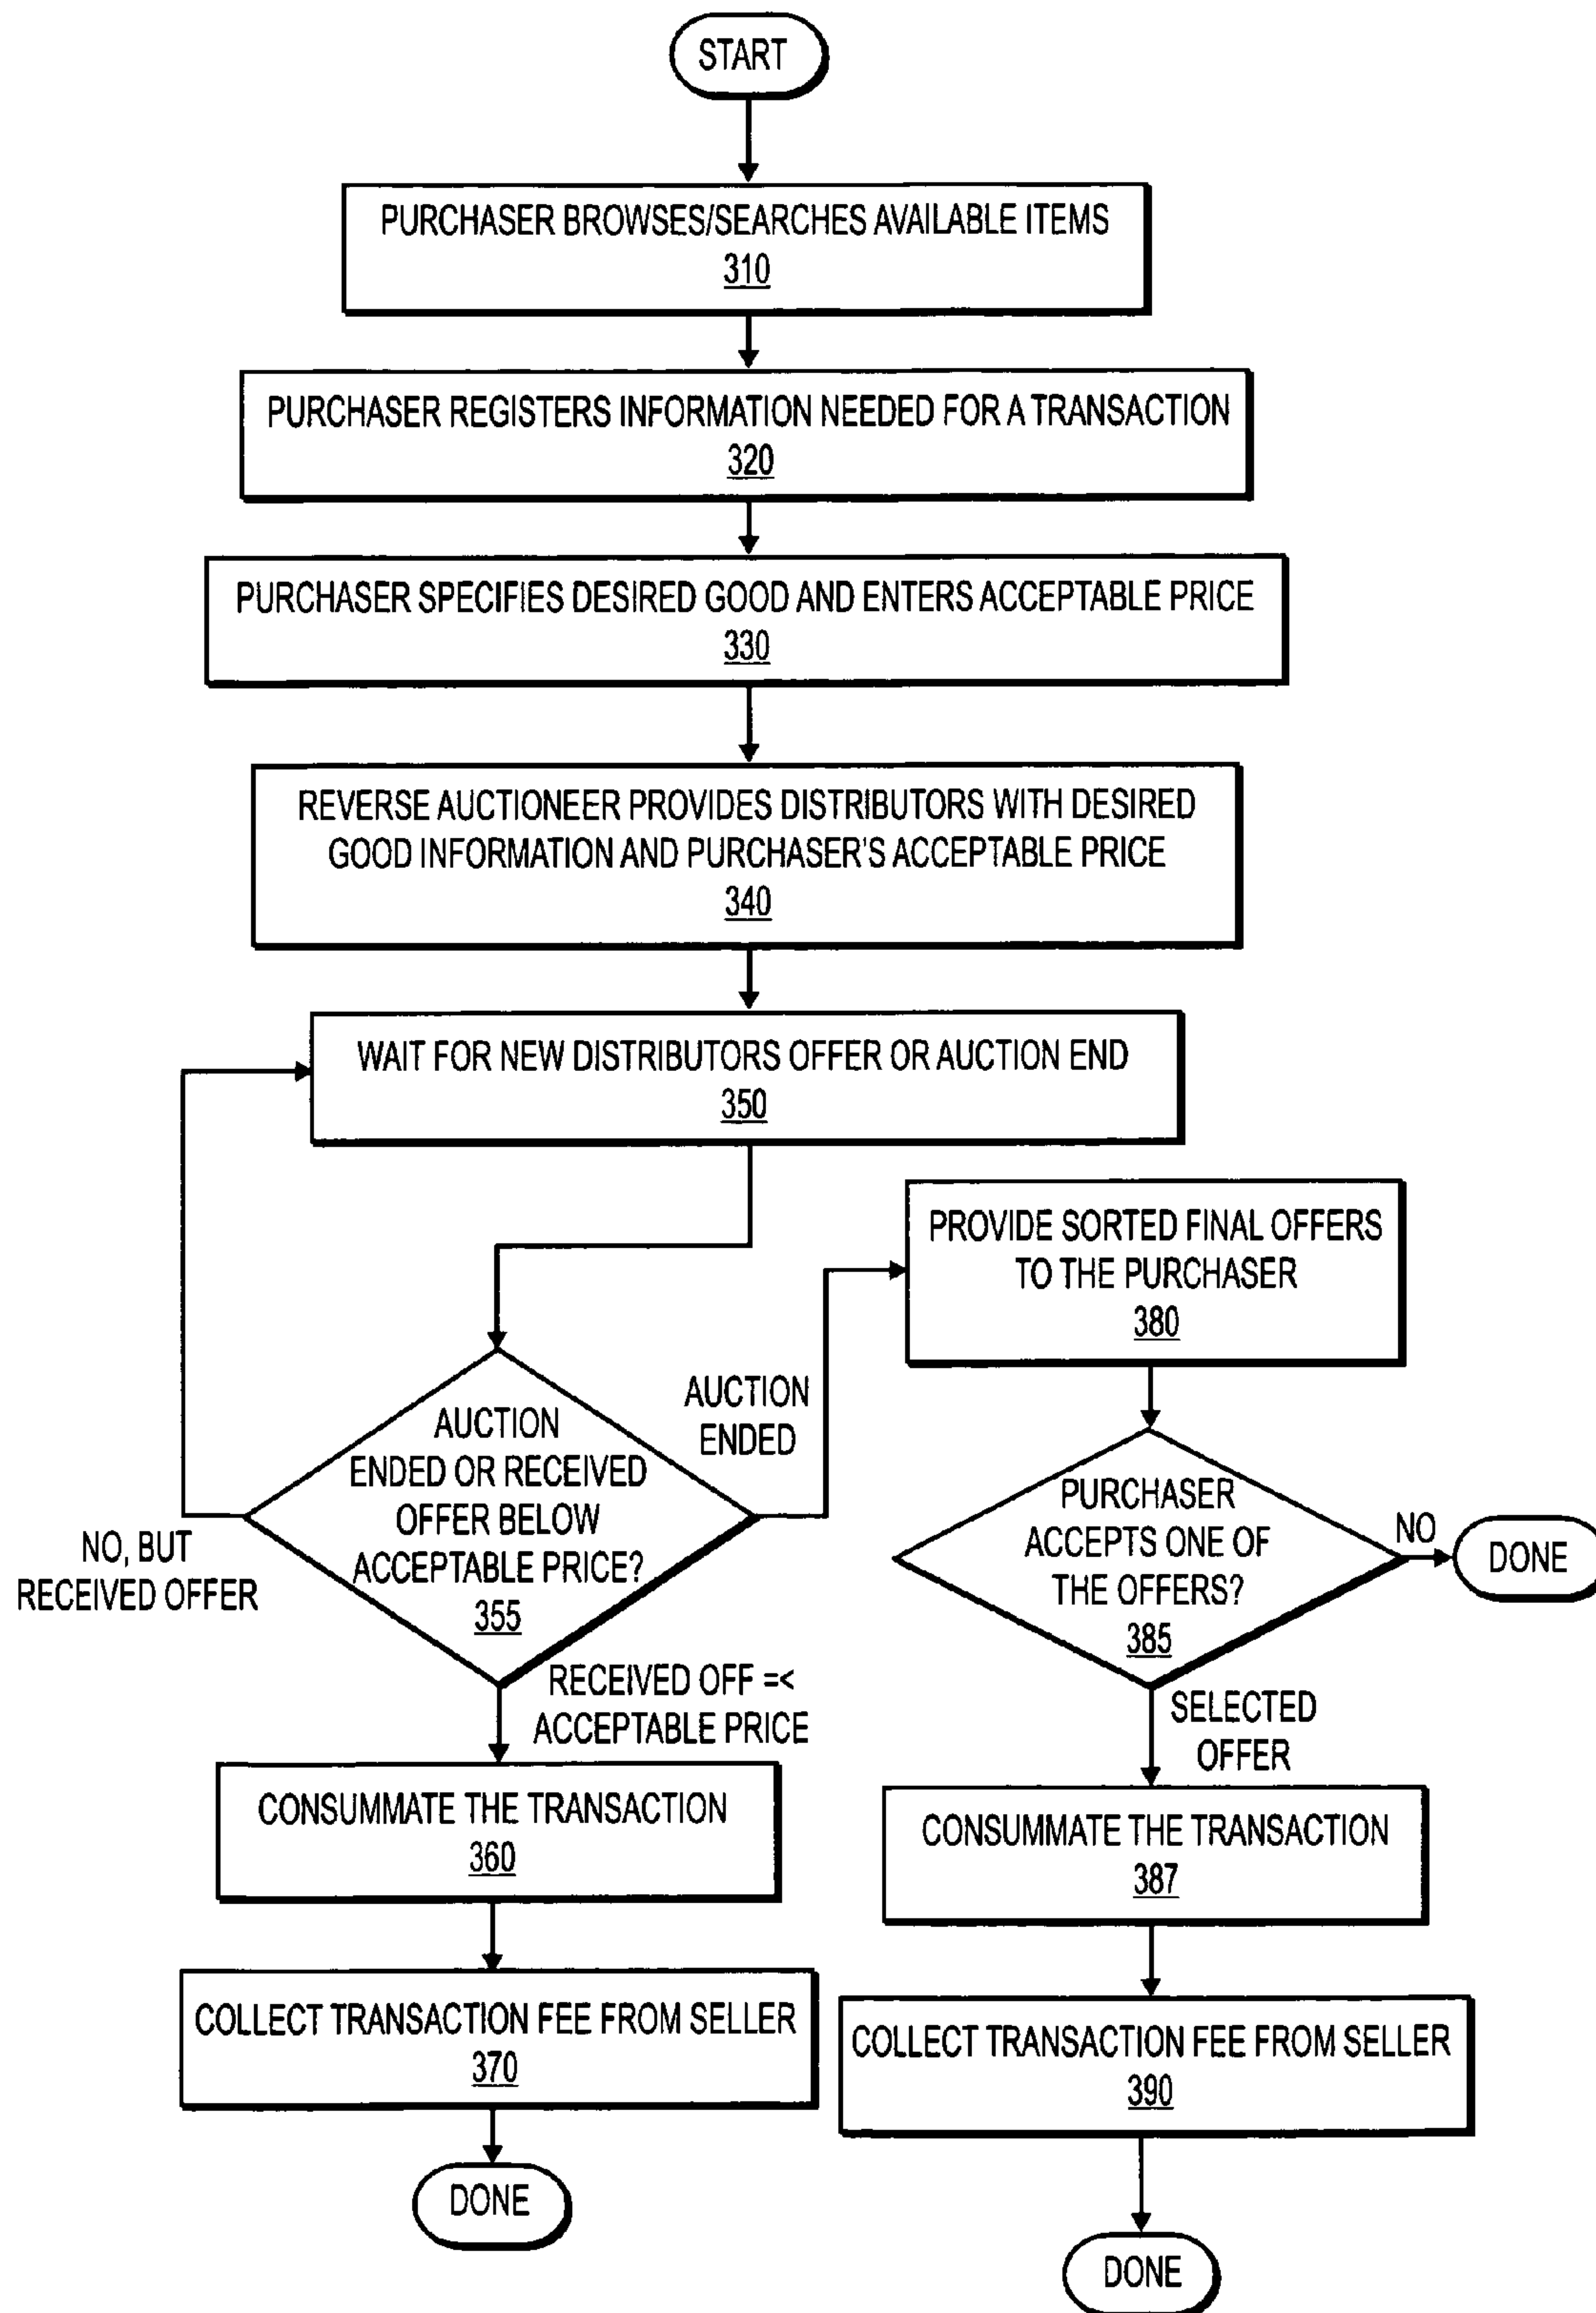 START
PURCHASER BROWSES/SEARCHES AVAILABLE ITEMS
310
PURCHASER REGISTERS INFORMATION NEEDED FOR A TRANSACTION
320
PURCHASER SPECIFIES DESIRED GOOD AND ENTERS ACCEPTABLE PRICE
330
REVERSE AUCTIONEER PROVIDES DISTRIBUTORS WITH DESIRED
GOOD INFORMATION AND PURCHASER'S ACCEPTABLE PRICE
340
WAIT FOR NEW DISTRIBUTORS OFFER OR AUCTION END
350
AUCTION
ENDED OR RECEIVED
OFFER BELOW
ACCEPTABLE PRICE?
355
NO, BUT
RECEIVED OFFER
AUCTION
ENDED
RECEIVED OFF =<
ACCEPTABLE PRICE
CONSUMMATE THE TRANSACTION
360
COLLECT TRANSACTION FEE FROM SELLER
370
DONE
PROVIDE SORTED FINAL OFFERS
TO THE PURCHASER
380
PURCHASER
ACCEPTS ONE OF
THE OFFERS?
385
NO
DONE
SELECTED
OFFER
CONSUMMATE THE TRANSACTION
387
COLLECT TRANSACTION FEE FROM SELLER
390
DONE